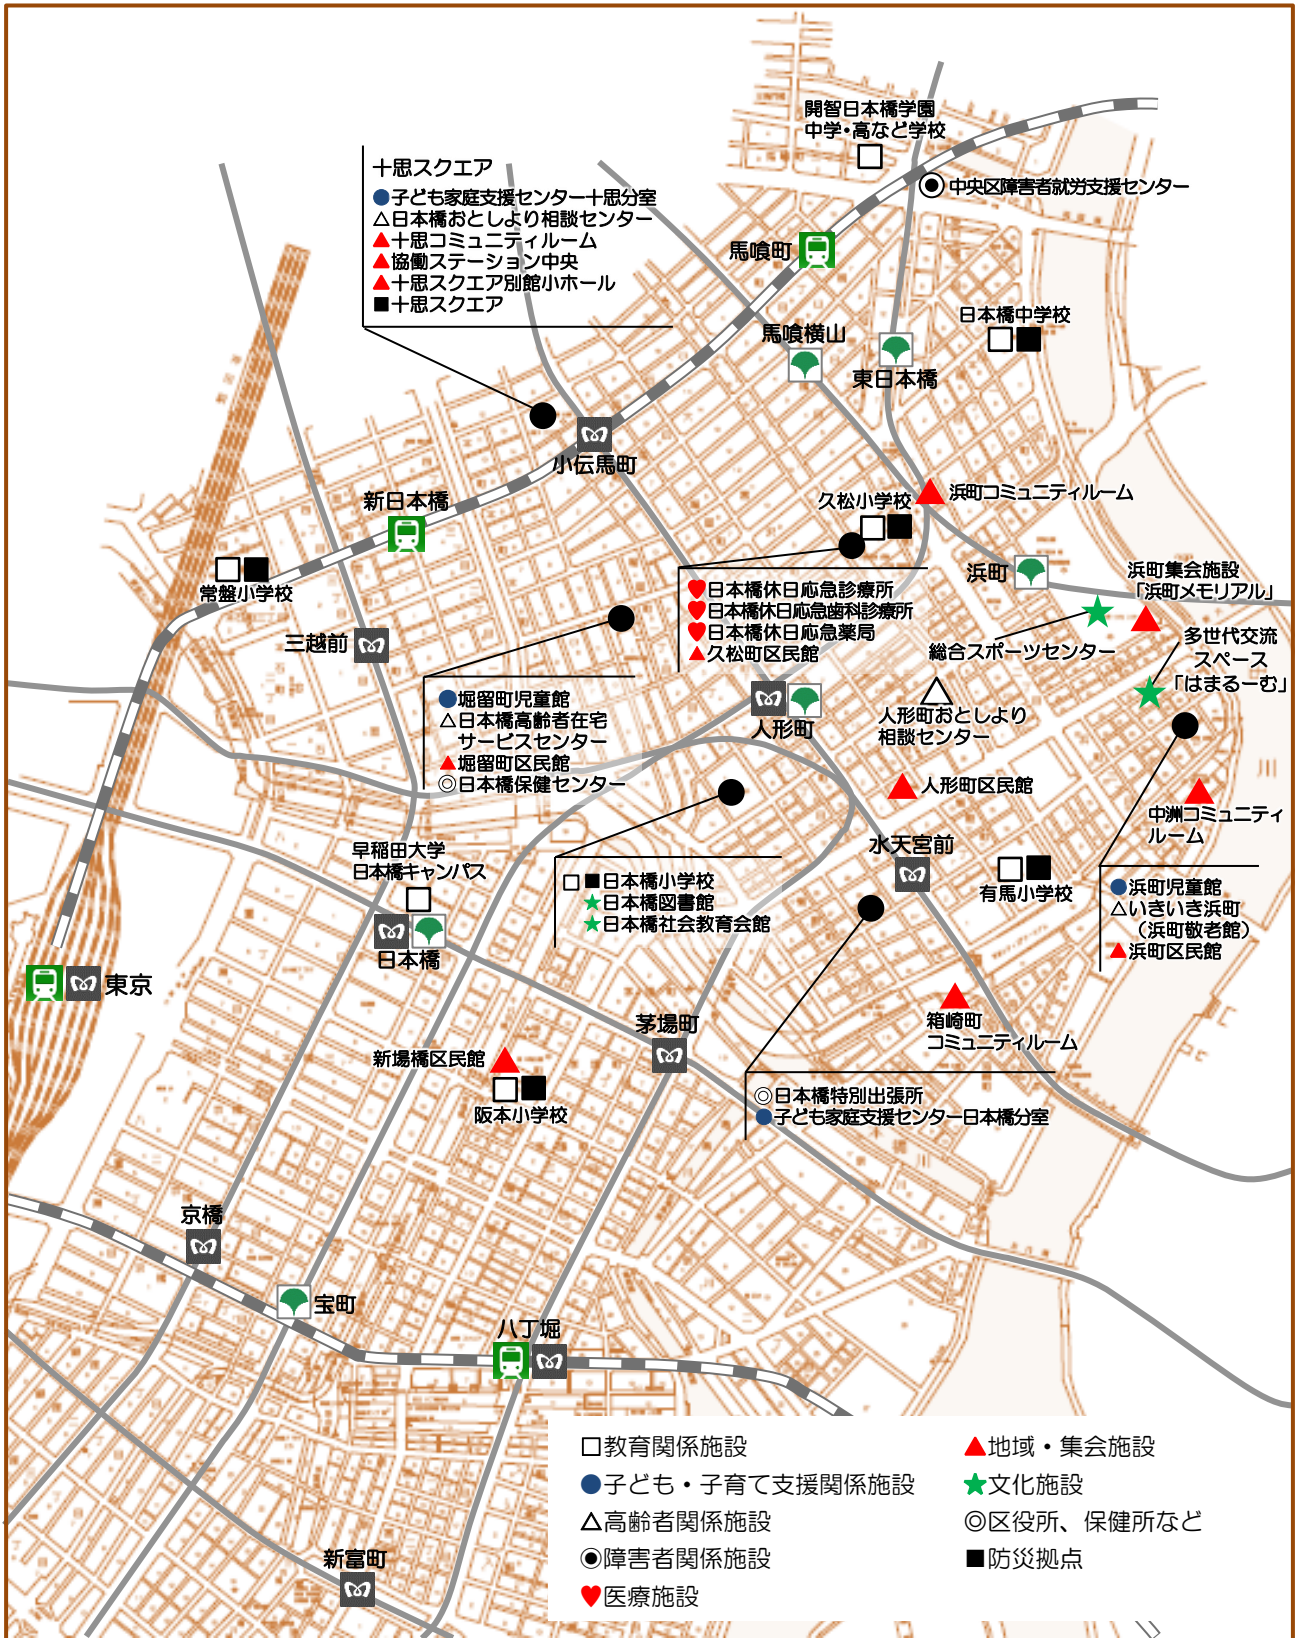 開智日本橋学園
中学・高など学校
中央区障害者就労支援センター
十思スクエア
●子ども家庭支援センター十思分室
△日本橋おとしより相談センター
▲十思コミュニティルーム
▲協働ステーション中央
▲十思スクエア別館小ホール
■十思スクエア
馬喰町
日本橋中学校
馬喰横山
東日本橋
小伝馬町
新日本橋
久松小学校
浜町コミュニティルーム
常盤小学校
浜町
浜町集会施設
「浜町メモリアル」
♥日本橋休日応急診療所
♥日本橋休日応急歯科診療所
♥日本橋休日応急薬局
▲久松町区民館
三越前
総合スポーツセンター
多世代交流
スペース
「はまるーむ」
●堀留町児童館
△日本橋高齢者在宅
サービスセンター
▲堀留町区民館
◎日本橋保健センター
人形町
人形町おとしより
相談センター
人形町区民館
川
中洲コミュニティ
ルーム
早稲田大学
日本橋キャンパス
水天宮前
□■日本橋小学校
★日本橋図書館
★日本橋社会教育会館
有馬小学校
●浜町児童館
△いきいき浜町
（浜町敬老館）
▲浜町区民館
日本橋
東京
箱崎町
コミュニティルーム
茅場町
新場橋区民館
阪本小学校
◎日本橋特別出張所
●子ども家庭支援センター日本橋分室
京橋
宝町
八丁堀
新富町
□教育関係施設
●子ども・子育て支援関係施設
△高齢者関係施設
◉障害者関係施設
♥医療施設
▲地域・集会施設
★文化施設
◎区役所、保健所など
■防災拠点